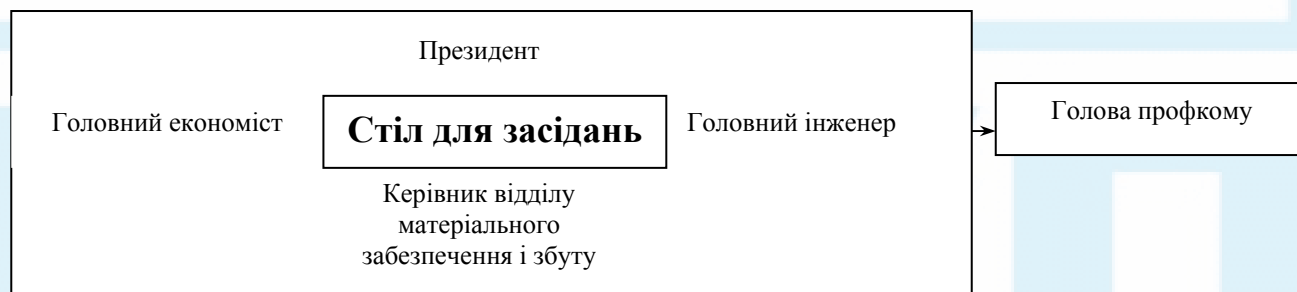 Президент
Головний економіст
Стіл для засідань
Головний інженер
Голова профкому
Керівник відділу
матеріального
забезпечення і збуту